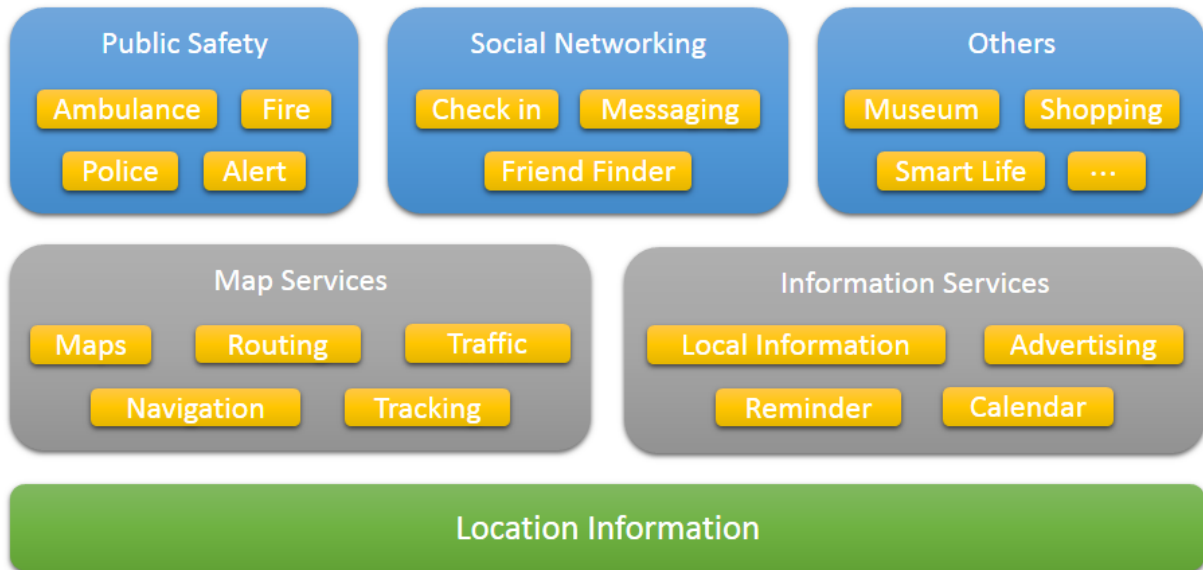 Public Safety
Ambulance Fire
Police Alert
Social Networking
Check in Messaging
Friend Finder
Others
Museum Shopping
Smart Life ...
Map Services
Maps Routing Traffic
Navigation Tracking
Information Services
Local Information Advertising
Reminder Calendar
Location Information